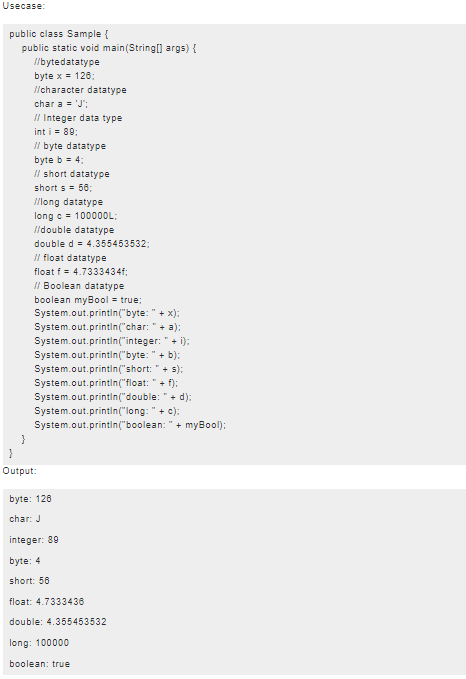 Usecase:
public class Sample {
public static void main(String[] args) {
//bytedatatype
byte x = 126;
//character datatype
char a = 'J';
// Integer data type
int i = 89;
// byte datatype
byte b = 4;
// short datatype
short s = 56;
//long datatype
long c = 100000L;
//double datatype
double d = 4.355453532;
// float datatype
float f = 4.7333434f;
// Boolean datatype
boolean myBool = true;
System.out.println("byte: " + x);
System.out.println("char: " + a);
System.out.println("integer: " + i);
System.out.println("byte: " + b);
System.out.println("short: " + s);
System.out.println("float: " + f);
System.out.println("double: " + d);
System.out.println("long: " + c);
System.out.println("boolean: " + myBool);
}
}
Output:
byte: 126
char: J
integer: 89
byte: 4
short: 56
float: 4.7333436
double: 4.355453532
long: 100000
boolean: true